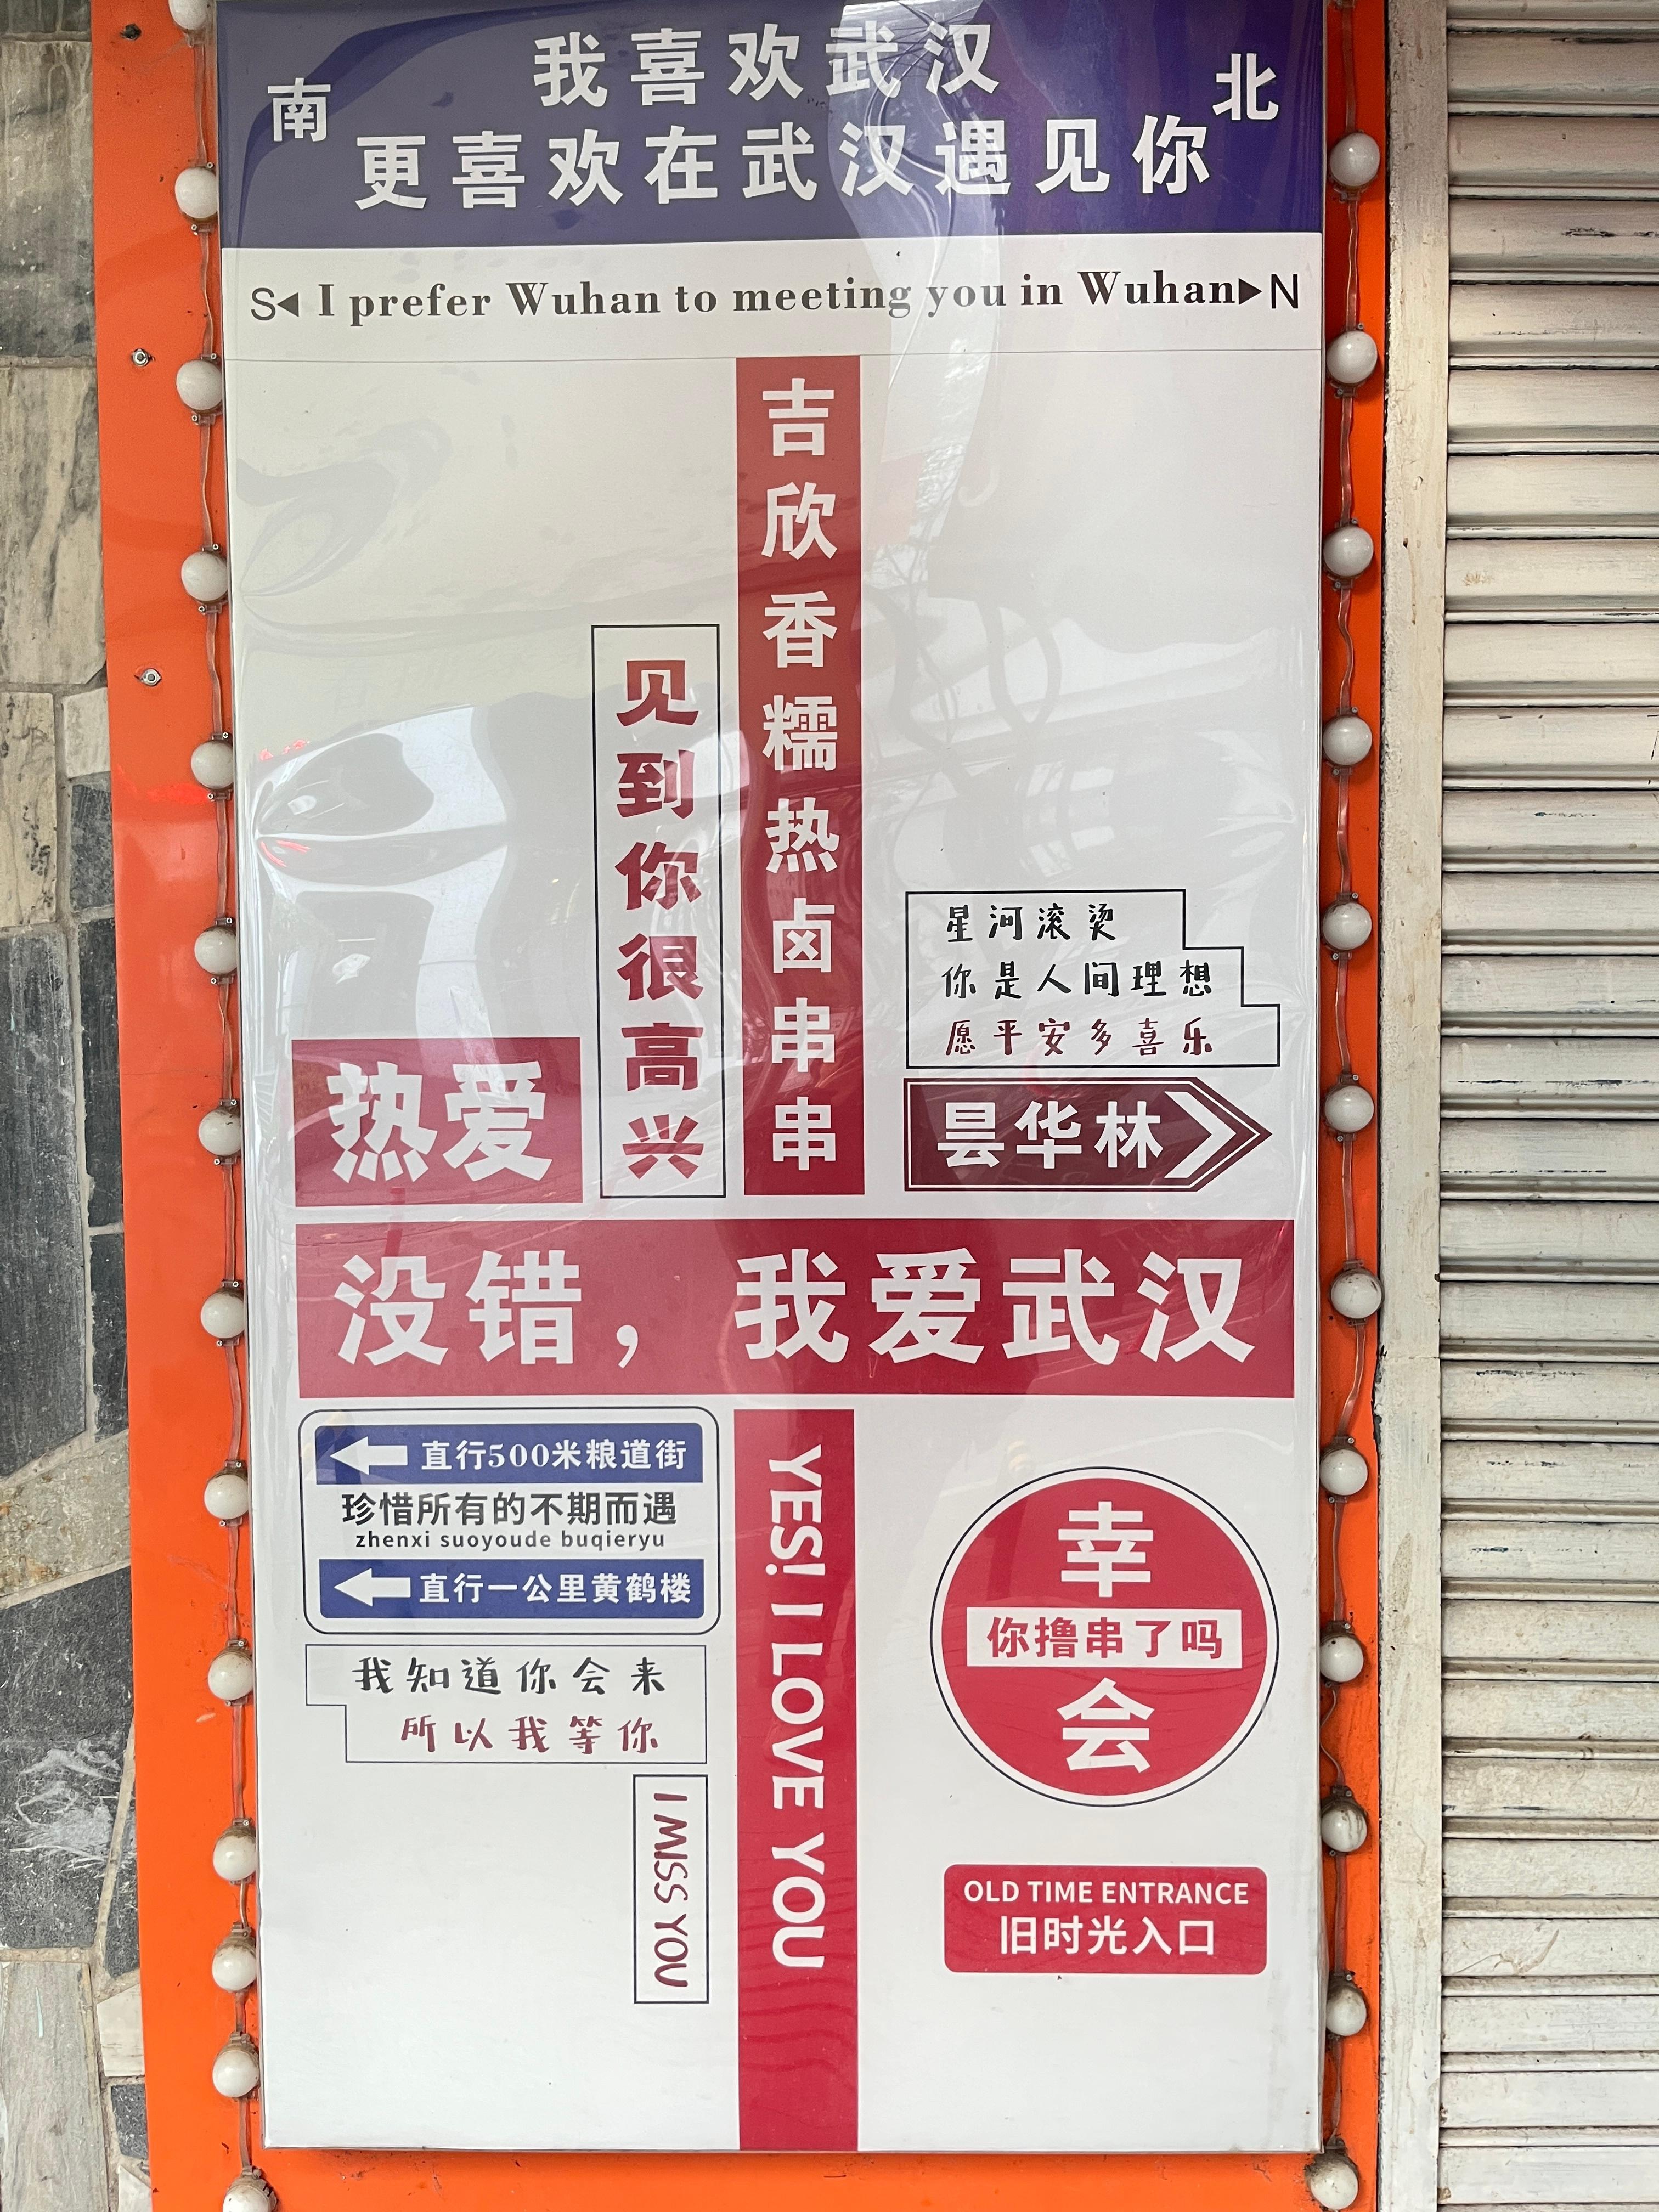 南
我喜欢武汉
北
更喜欢在武汉遇见你
S I prefer Wuhan to meeting you in Wuhan N
吉欣香糯热卤串串
见到你很高兴
热爱
星河滚烫
你是人间理想
愿平安多喜乐
昙华林
没错，我爱武汉
直行500米粮道街
珍惜所有的不期而遇
zhenxi suoyoude buqieryu
直行一公里黄鹤楼
我知道你会来
所以我等你
I MISS YOU
YES! I LOVE YOU
幸
你撸串了吗
会
OLD TIME ENTRANCE
旧时光入口